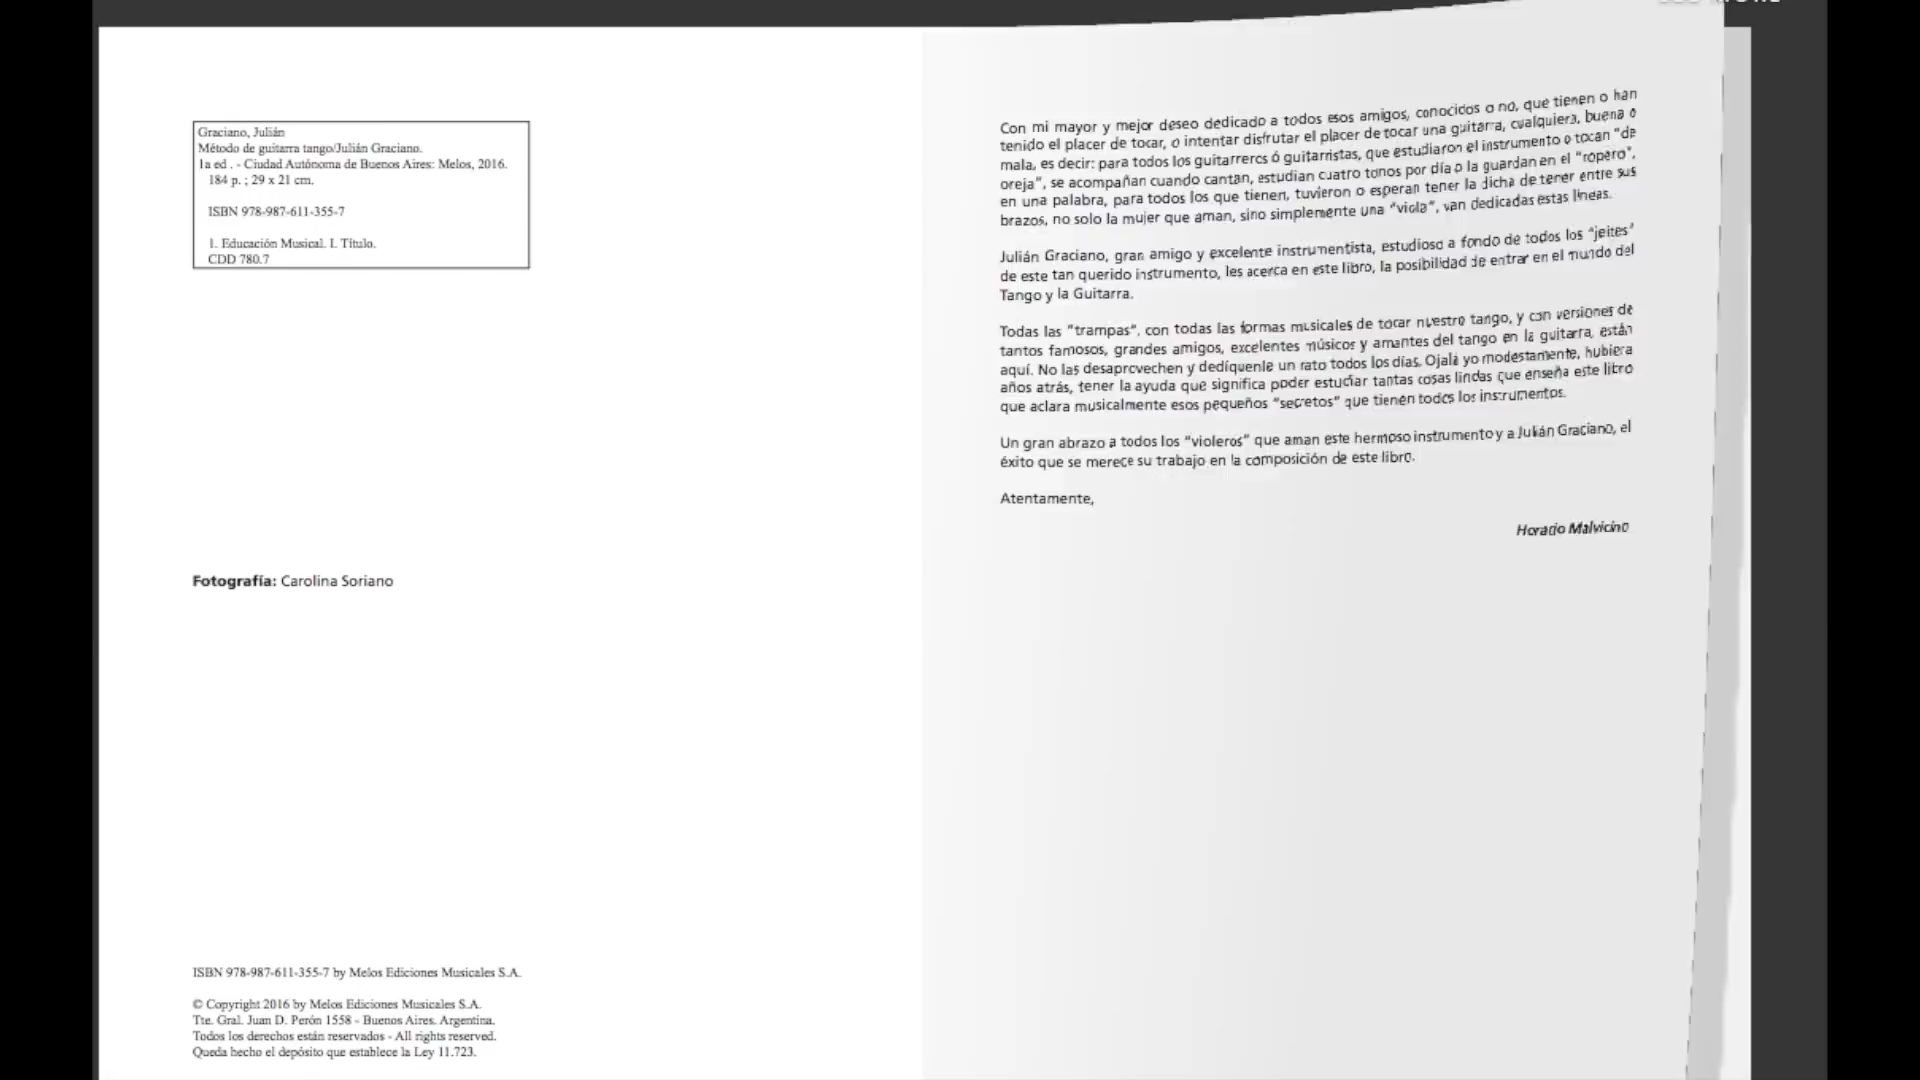 Graciano, Julián
Método de guitarra tango/Julián Graciano.
1a ed . - Ciudad Autónoma de Buenos Aires: Melos, 2016.
184 p. ; 29 x 21 cm.
ISBN 978-987-611-355-7
1. Educación Musical. I. Título.
CDD 780.7
Fotografía: Carolina Soriano
ISBN 978-987-611-355-7 by Melos Ediciones Musicales S.A.
© Copyright 2016 by Melos Ediciones Musicales S.A.
Tte. Gral. Juan D. Perón 1558 - Buenos Aires. Argentina.
Todos los derechos están reservados - All rights reserved.
Queda hecho el depósito que establece la Ley 11.723.
Con mi mayor y mejor deseo dedicado a todos esos amigos, conocidos o no, que tienen o han
tenido el placer de tocar, o intentar disfrutar el placer de tocar una guitarra, cualquiera, buena o
mala, es decir: para todos los guitarreros ó guitarristas, que estudiaron el instrumento o tocan "de
oreja", se acompañan cuando cantan, estudian cuatro tonos por día o la guardan en el "ropero",
en una palabra, para todos los que tienen, tuvieron o esperan tener la dicha de tener entre sus
brazos, no solo la mujer que aman, sino simplemente una "viola", van dedicadas estas líneas.
Julián Graciano, gran amigo y excelente instrumentista, estudioso a fondo de todos los "jeites"
de este tan querido instrumento, les acerca en este libro, la posibilidad de entrar en el mundo del
Tango y la Guitarra.
Todas las "trampas", con todas las formas musicales de tocar nuestro tango, y con versiones de
tantos famosos, grandes amigos, excelentes músicos y amantes del tango en la guitarra, están
aquí. No las desaprovechen y dedíquenle un rato todos los días. Ojalá yo modestamente, hubiera
años atrás, tener la ayuda que significa poder estudiar tantas cosas lindas que enseña este libro
que aclara musicalmente esos pequeños "secretos" que tienen todos los instrumentos.
Un gran abrazo a todos los "violeros" que aman este hermoso instrumento y a Julián Graciano, el
éxito que se merece su trabajo en la composición de este libro.
Atentamente,
Horacio Malvicino